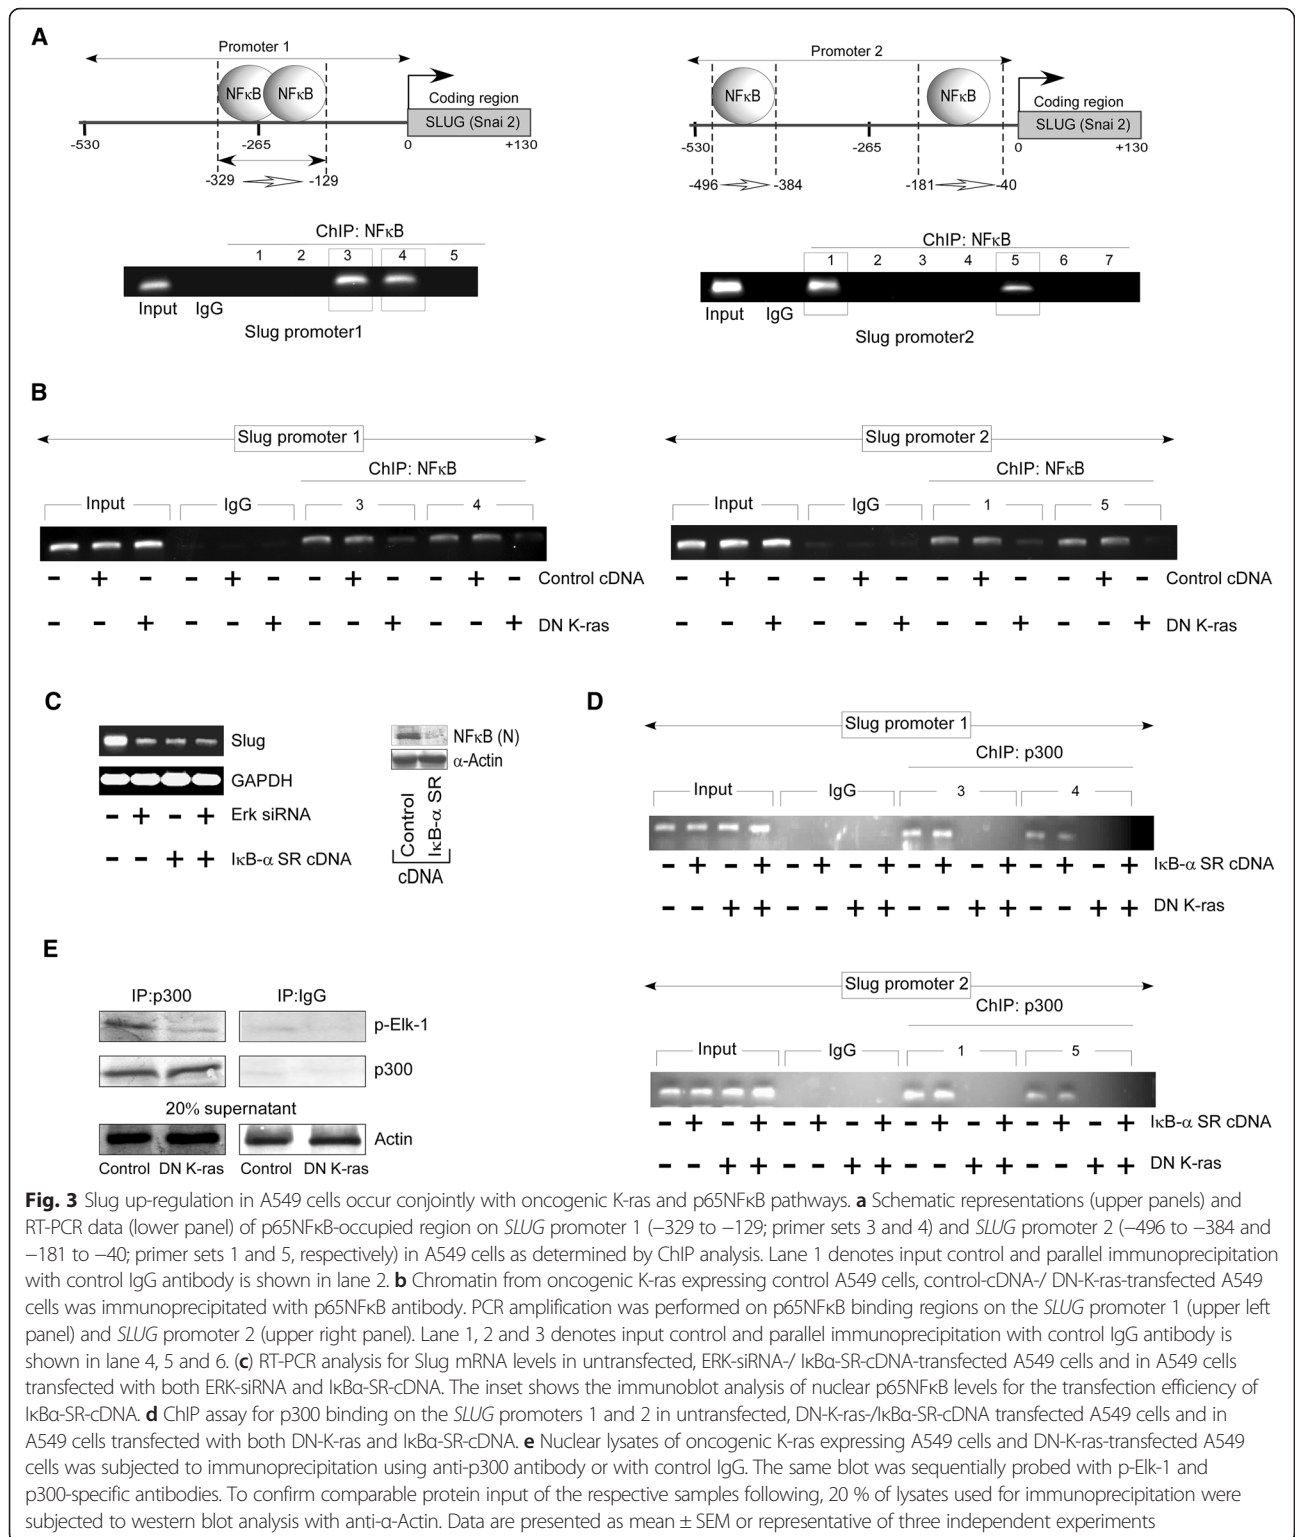 A
Promoter 1
NFκB NFκB
Coding region
SLUG (Snai 2)
-530 -265 0 +130
-329 -129
ChIP: NFκB
1 2 3 4 5
Input IgG
Slug promoter1
Promoter 2
NFκB NFκB
Coding region
SLUG (Snai 2)
-530 -265 0 +130
-496 -384 -181 -40
ChIP: NFκB
1 2 3 4 5 6 7
Input IgG
Slug promoter2
B
Slug promoter 1
ChIP: NFκB
Input IgG 3 4
- + - - + - - + - - + - Control cDNA
- - + - - + - - + - - + DN K-ras
Slug promoter 2
ChIP: NFκB
Input IgG 1 5
- + - - + - - + - - + - Control cDNA
- - + - - + - - + - - + DN K-ras
C
Slug
GAPDH
- + - + Erk siRNA
- - + + IκB-α SR cDNA
NFκB (N)
α-Actin
Control
IκB-α SR
cDNA
D
Slug promoter 1
ChIP: p300
Input IgG 3 4
- + - + - + - + - + - + - + - + IκB-α SR cDNA
- - + + - - + + - - + + - - + + DN K-ras
Slug promoter 2
ChIP: p300
Input IgG 1 5
- + - + - + - + - + - + - + - + IκB-α SR cDNA
- - + + - - + + - - + + - - + + DN K-ras
E
IP:p300 IP:IgG
p-Elk-1
p300
20% supernatant
Actin
Control DN K-ras Control DN K-ras
Fig. 3 Slug up-regulation in A549 cells occur conjointly with oncogenic K-ras and p65NFκB pathways. a Schematic representations (upper panels) and
RT-PCR data (lower panel) of p65NFκB-occupied region on SLUG promoter 1 (−329 to −129; primer sets 3 and 4) and SLUG promoter 2 (−496 to −384 and
−181 to −40; primer sets 1 and 5, respectively) in A549 cells as determined by ChIP analysis. Lane 1 denotes input control and parallel immunoprecipitation
with control IgG antibody is shown in lane 2. b Chromatin from oncogenic K-ras expressing control A549 cells, control-cDNA-/ DN-K-ras-transfected A549
cells was immunoprecipitated with p65NFκB antibody. PCR amplification was performed on p65NFκB binding regions on the SLUG promoter 1 (upper left
panel) and SLUG promoter 2 (upper right panel). Lane 1, 2 and 3 denotes input control and parallel immunoprecipitation with control IgG antibody is
shown in lane 4, 5 and 6. (c) RT-PCR analysis for Slug mRNA levels in untransfected, ERK-siRNA-/ IκBα-SR-cDNA-transfected A549 cells and in A549 cells
transfected with both ERK-siRNA and IκBα-SR-cDNA. The inset shows the immunoblot analysis of nuclear p65NFκB levels for the transfection efficiency of
IκBα-SR-cDNA. d ChIP assay for p300 binding on the SLUG promoters 1 and 2 in untransfected, DN-K-ras-/IκBα-SR-cDNA transfected A549 cells and in
A549 cells transfected with both DN-K-ras and IκBα-SR-cDNA. e Nuclear lysates of oncogenic K-ras expressing A549 cells and DN-K-ras-transfected A549
cells was subjected to immunoprecipitation using anti-p300 antibody or with control IgG. The same blot was sequentially probed with p-Elk-1 and
p300-specific antibodies. To confirm comparable protein input of the respective samples following, 20 % of lysates used for immunoprecipitation were
subjected to western blot analysis with anti-α-Actin. Data are presented as mean ± SEM or representative of three independent experiments